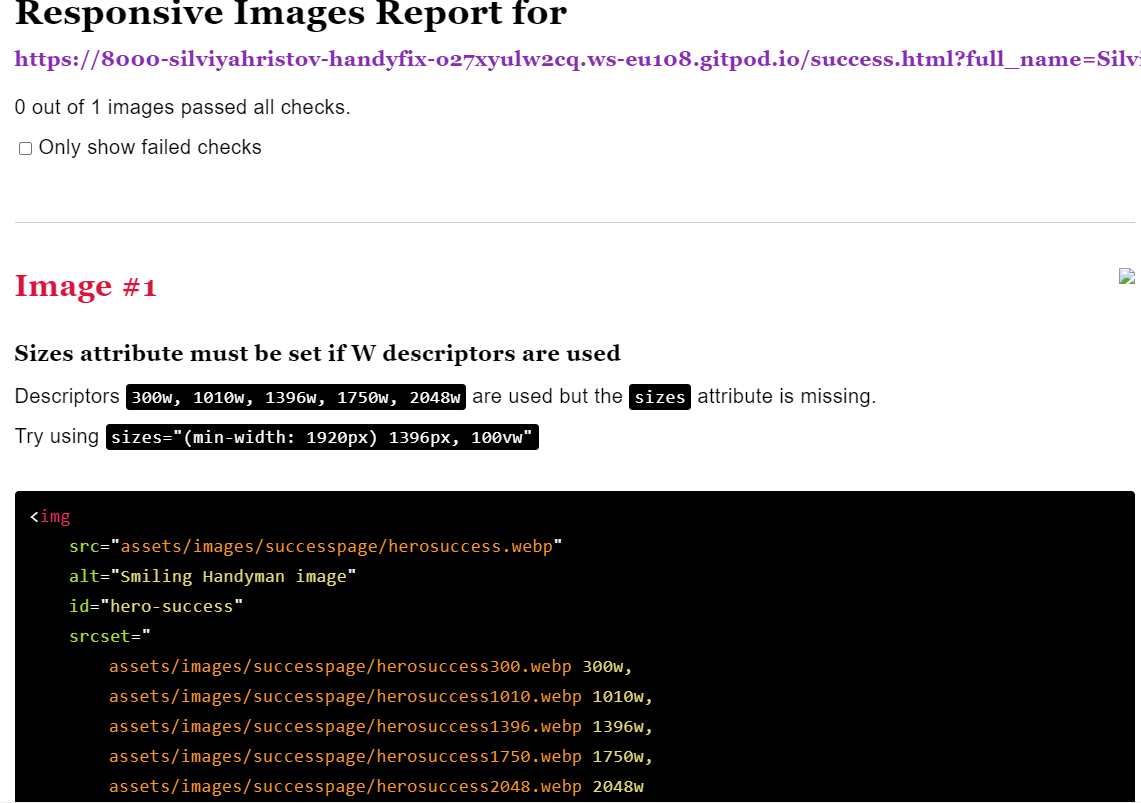 Responsive Images Report for
https://8000-silviyahristov-handyfix-o27xyulw2cq.ws-eu108.gitpod.io/success.html?full_name=Silvi
0 out of 1 images passed all checks.
Only show failed checks
Image #1
Sizes attribute must be set if W descriptors are used
Descriptors 300w, 1010w, 1396w, 1750w, 2048w are used but the sizes attribute is missing.
Try using sizes="(min-width: 1920px) 1396px, 100vw"
<img
src="assets/images/successpage/herosuccess.webp"
alt="Smiling Handyman image"
id="hero-success"
srcset="
assets/images/successpage/herosuccess300.webp 300w,
assets/images/successpage/herosuccess1010.webp 1010w,
assets/images/successpage/herosuccess1396.webp 1396w,
assets/images/successpage/herosuccess1750.webp 1750w,
assets/images/successpage/herosuccess2048.webp 2048w